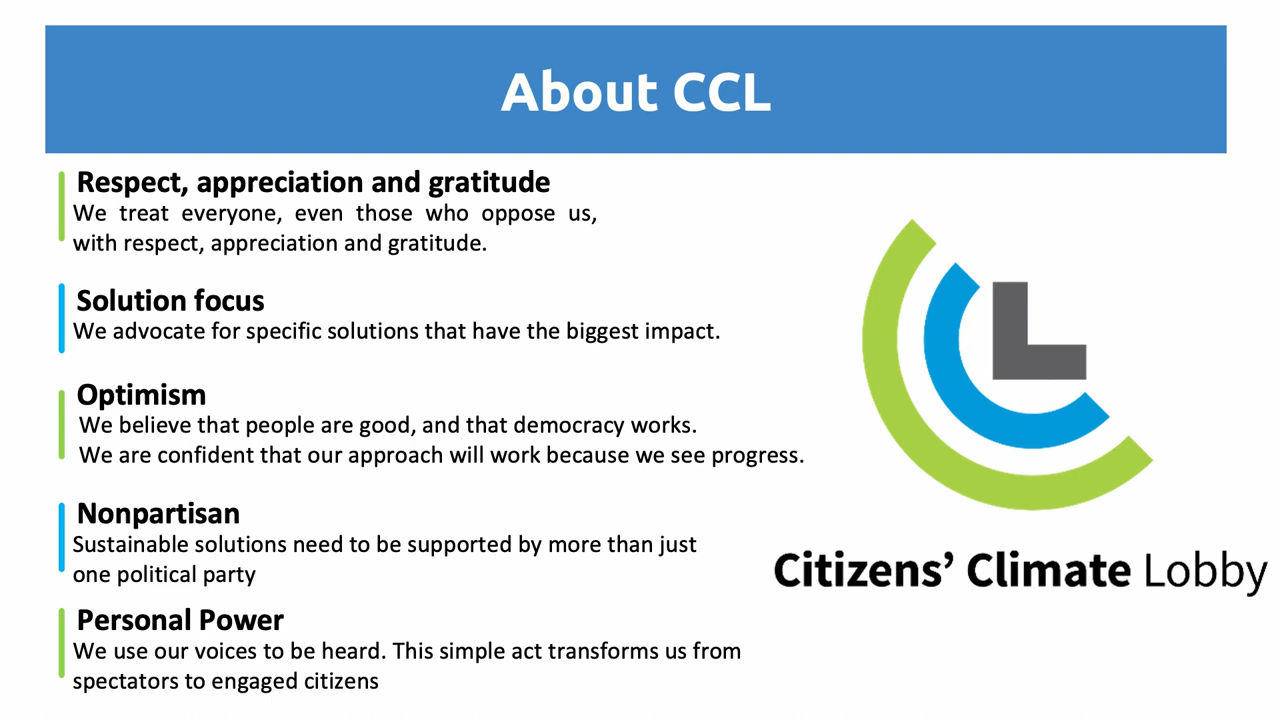 About CCL
Respect, appreciation and gratitude
We treat everyone, even those who oppose us,
with respect, appreciation and gratitude.
Solution focus
We advocate for specific solutions that have the biggest impact.
Optimism
We believe that people are good, and that democracy works.
We are confident that our approach will work because we see progress.
Nonpartisan
Sustainable solutions need to be supported by more than just
one political party
Personal Power
We use our voices to be heard. This simple act transforms us from
spectators to engaged citizens
Citizens’ Climate Lobby